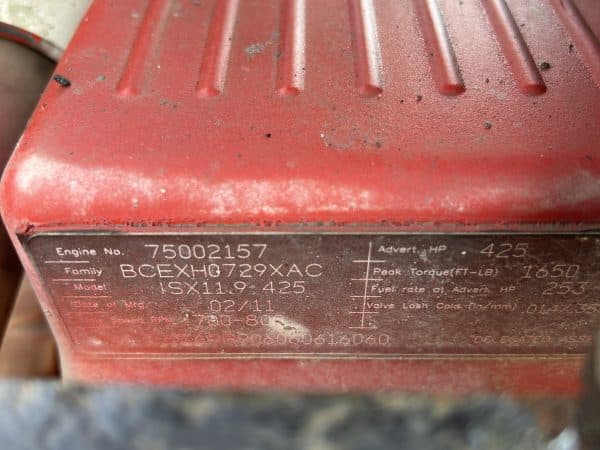 Engine No. 75002157
Family BCEXH0729XAC
Model ISX11.9 425
Date of Mfg. 02/11
Advert. HP 425
Peak Torque(FT-LB) 1650
Fuel rate at Advert. HP 253
Valve Lash Cold (in/mm)
"DELEGATED